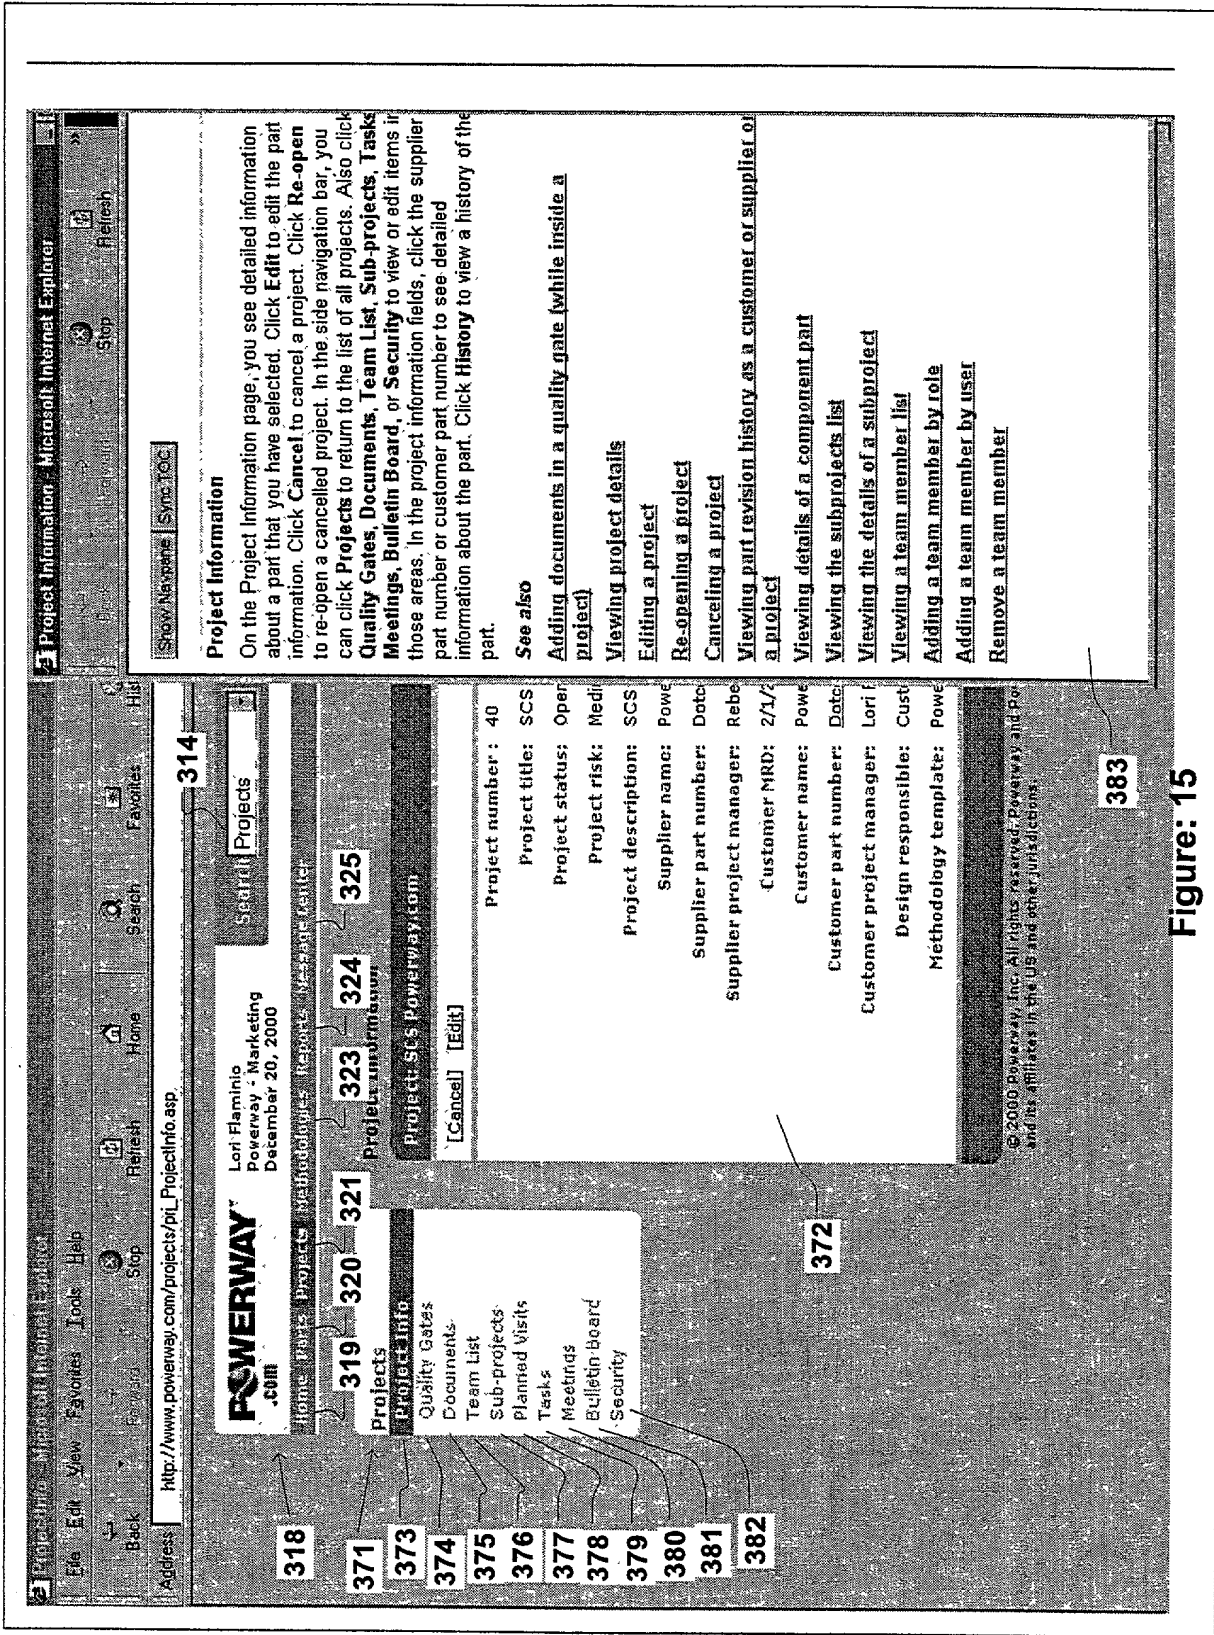 Project Info - Microsoft Internet Explorer
File Edit View Favorites Tools Help
Back Forward Stop Refresh Home Search Favorites His
Address http://www.powerway.com/projects/prj_ProjectInfo.asp
314
POWERWAY
.com
Lori Flaminio
Powerway - Marketing
December 20, 2000
Search Projects
Home Parts Projects Methodologies Reports Message Center
318
319
320
321
323
324
325
Project Information
371
Projects
373
Project Info
374
Quality Gates
375
Documents
376
Team List
377
Sub-projects
378
Planned Visits
379
Tasks
380
Meetings
381
Bulletin Board
382
Security
Project: Scs Powerway.com
[Cancel] [Edit]
Project number: 40
Project title: SCS
Project status: Open
Project risk: Medi
Project description: SCS
Supplier name: Powe
Supplier part number: Dotc
Supplier project manager: Rebe
Customer MRD: 2/1/2
Customer name: Powe
Customer part number: Dotc
Customer project manager: Lori F
Design responsible: Custo
Methodology template: Powe
372
© 2000 Powerway, Inc. All rights reserved. Powerway and Po
and its affiliates in the US and other jurisdictions.
Project Information - Microsoft Internet Explorer
Forward Stop Refresh »
Show Navpane Sync TOC
Project Information
On the Project Information page, you see detailed information
about a part that you have selected. Click Edit to edit the part
information. Click Cancel to cancel a project. Click Re-open
to re-open a cancelled project. In the side navigation bar, you
can click Projects to return to the list of all projects. Also click
Quality Gates, Documents, Team List, Sub-projects, Tasks
Meetings, Bulletin Board, or Security to view or edit items in
those areas. In the project information fields, click the supplier
part number or customer part number to see detailed
information about the part. Click History to view a history of the
part.
See also
Adding documents in a quality gate (while inside a
project)
Viewing project details
Editing a project
Re-opening a project
Canceling a project
Viewing part revision history as a customer or supplier on
a project
Viewing details of a component part
Viewing the subprojects list
Viewing the details of a subproject
Viewing a team member list
Adding a team member by role
Adding a team member by user
Remove a team member
383
Figure: 15